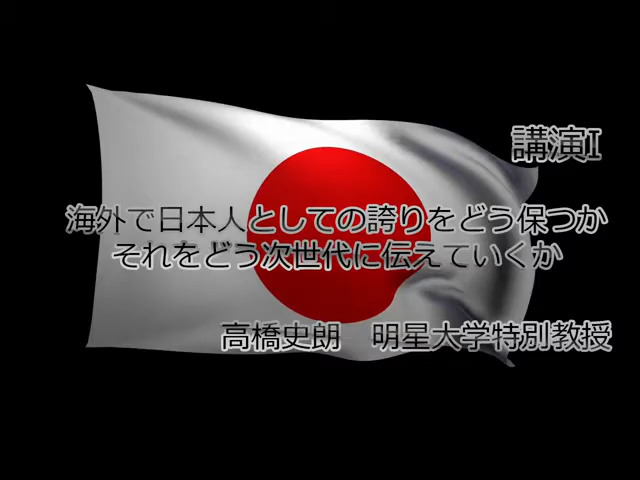 講演Ⅰ
海外で日本人としての誇りをどう保つか
それをどう次世代に伝えていくか
高橋史朗　明星大学特別教授